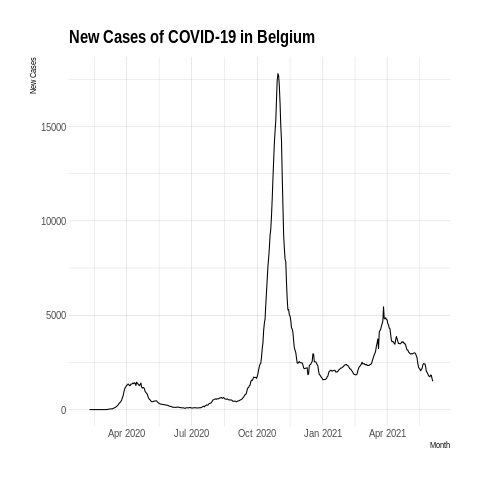 New Cases of COVID-19 in Belgium
New Cases
15000
10000
5000
0
Apr 2020 Jul 2020 Oct 2020 Jan 2021 Apr 2021
Month